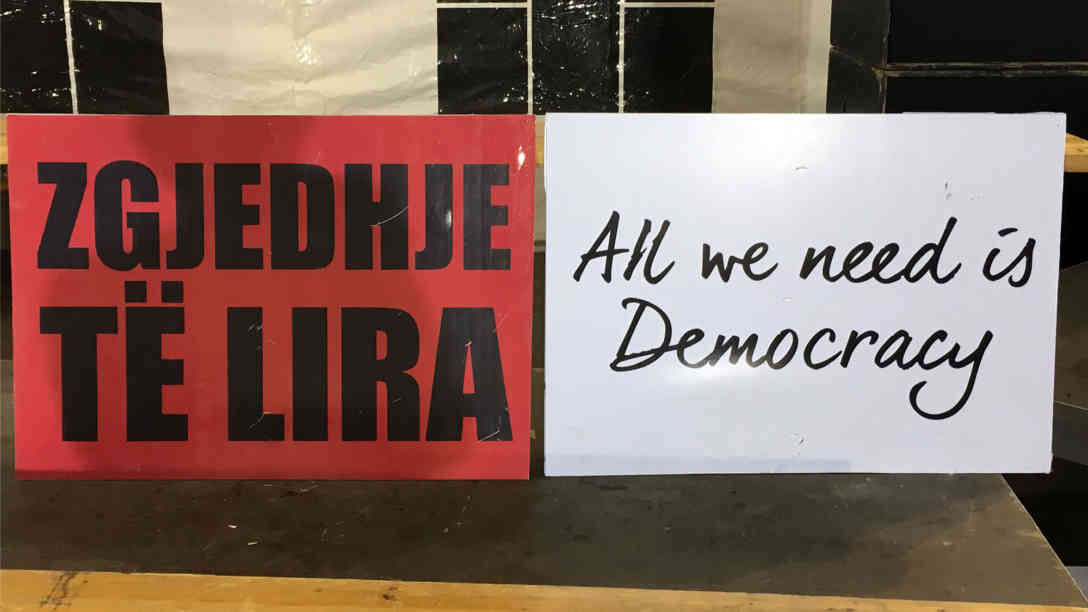 ZGJEDHJE
TË LIRA
All we need is
Democracy